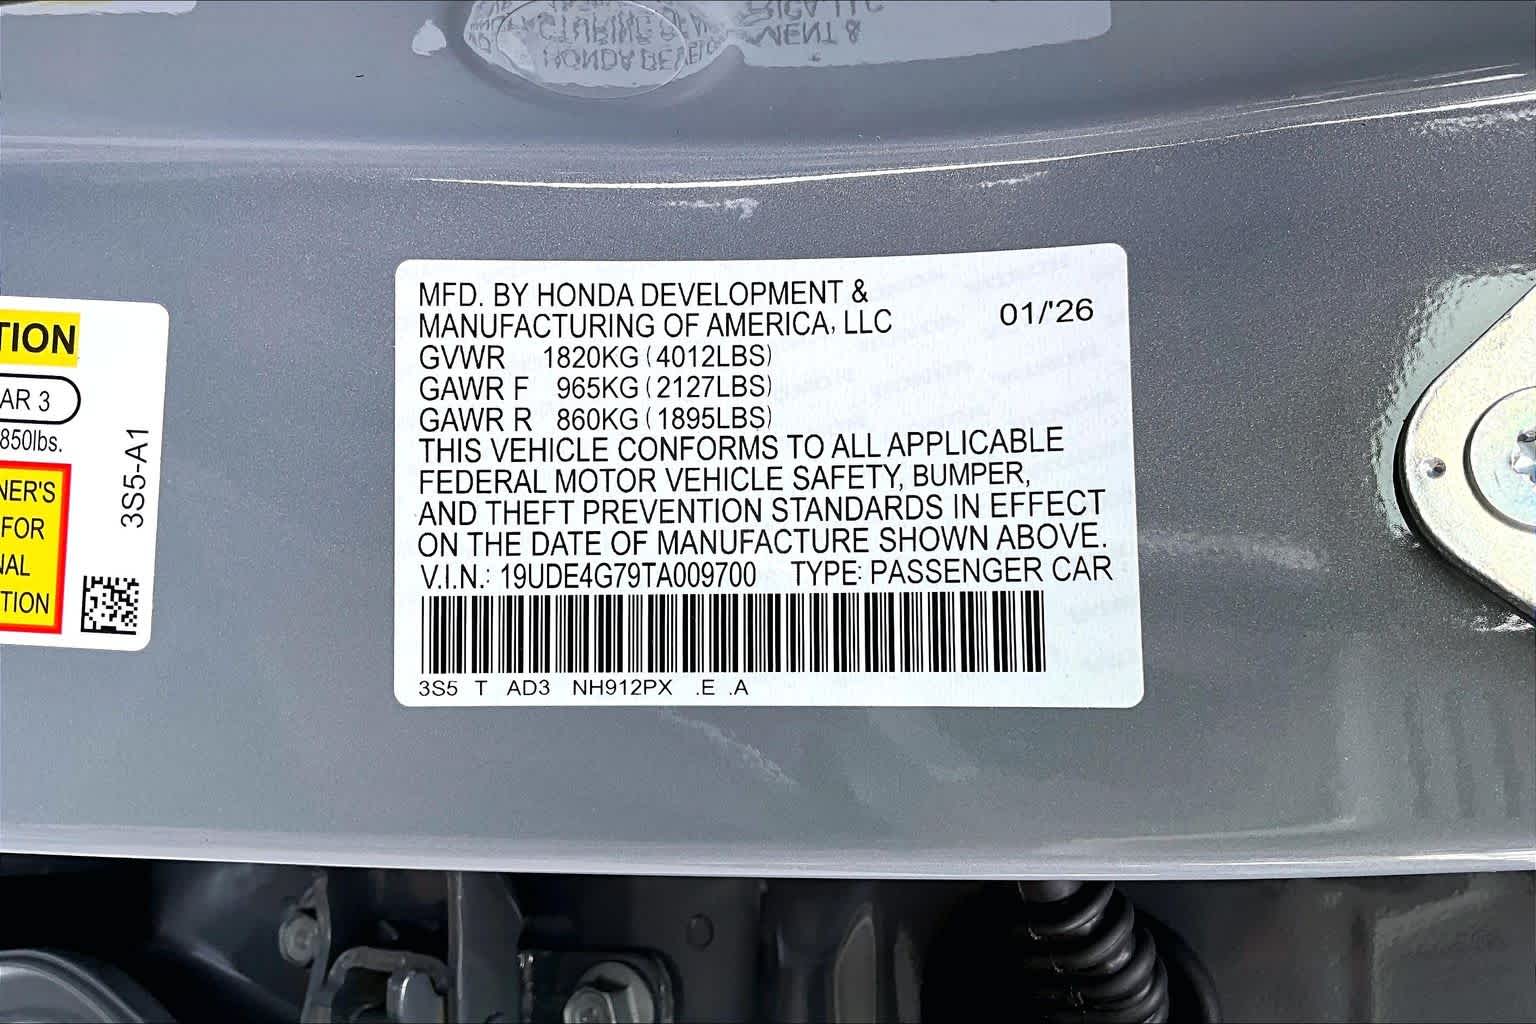 MFD. BY HONDA DEVELOPMENT &
MANUFACTURING OF AMERICA, LLC
01/'26
GVWR 1820KG (4012LBS)
GAWR F 965KG (2127LBS)
GAWR R 860KG (1895LBS)
THIS VEHICLE CONFORMS TO ALL APPLICABLE
FEDERAL MOTOR VEHICLE SAFETY, BUMPER,
AND THEFT PREVENTION STANDARDS IN EFFECT
ON THE DATE OF MANUFACTURE SHOWN ABOVE.
V.I.N.: 19UDE4G79TA009700 TYPE: PASSENGER CAR
3S5 T AD3 NH912PX .E .A
TION
AR 3
850lbs.
NER'S
FOR
NAL
TION
3S5-A1